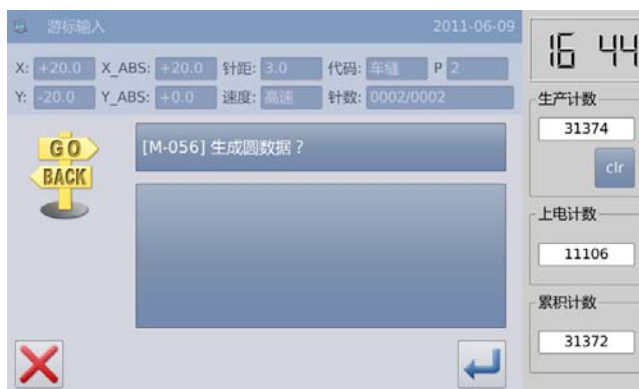 游标输入 2011-06-09
16 44
X: +20.0 X_ABS: +20.0 针距: 3.0 代码: 车缝 P 2
Y: -20.0 Y_ABS: +0.0 速度: 高速 针数: 0002/0002
生产计数
31374
clr
GO
BACK
[M-056] 生成圆数据？
上电计数
11106
累积计数
31372